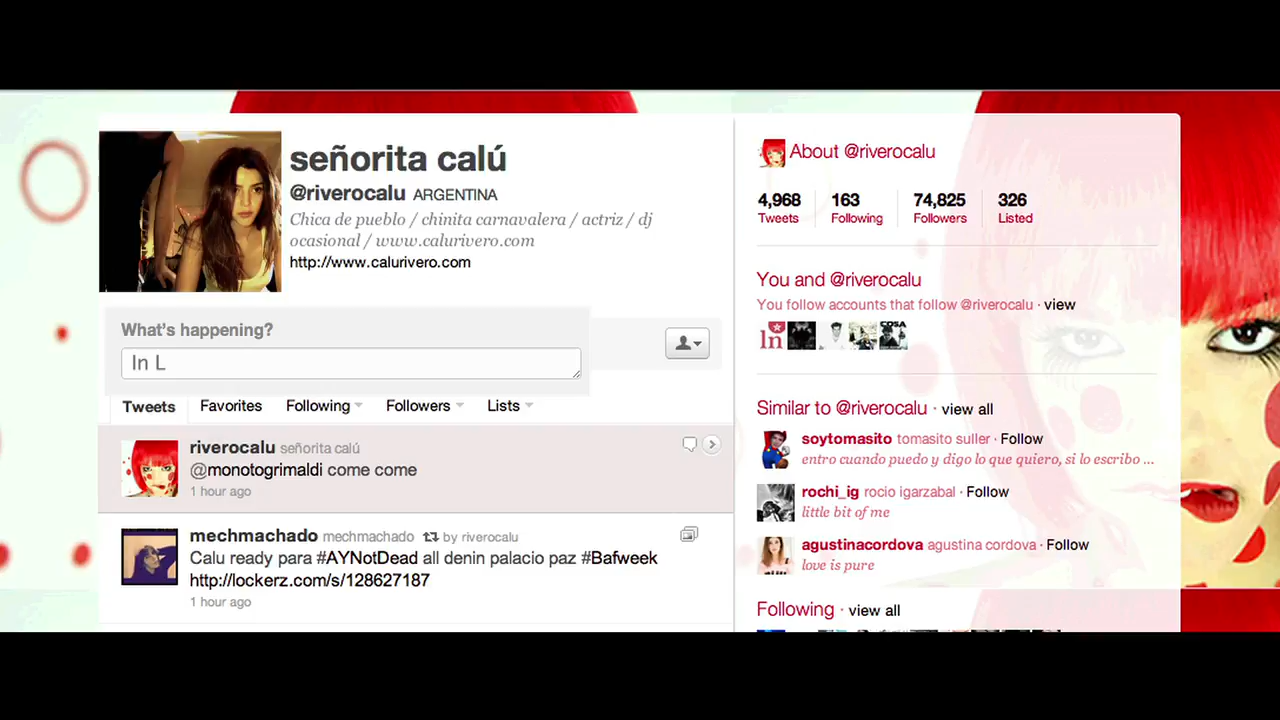 señorita calú
@riverocalu ARGENTINA
Chica de pueblo / chinita carnavalera / actriz / dj
ocasional / www.calurivero.com
http://www.calurivero.com
What's happening?
In L
Tweets Favorites Following Followers Lists
riverocalu señorita calú
@monotogrimaldi come come
1 hour ago
mechmachado mechmachado by riverocalu
Calu ready para #AYNotDead all denin palacio paz #Bafweek
http://lockerz.com/s/128627187
1 hour ago
About @riverocalu
4,968 163 74,825 326
Tweets Following Followers Listed
You and @riverocalu
You follow accounts that follow @riverocalu · view
In
COSA
Similar to @riverocalu · view all
soytomasito tomasito suller · Follow
entro cuando puedo y digo lo que quiero, si lo escribo ...
rochi_ig rocio igarzabal · Follow
little bit of me
agustinacordova agustina cordova · Follow
love is pure
Following · view all